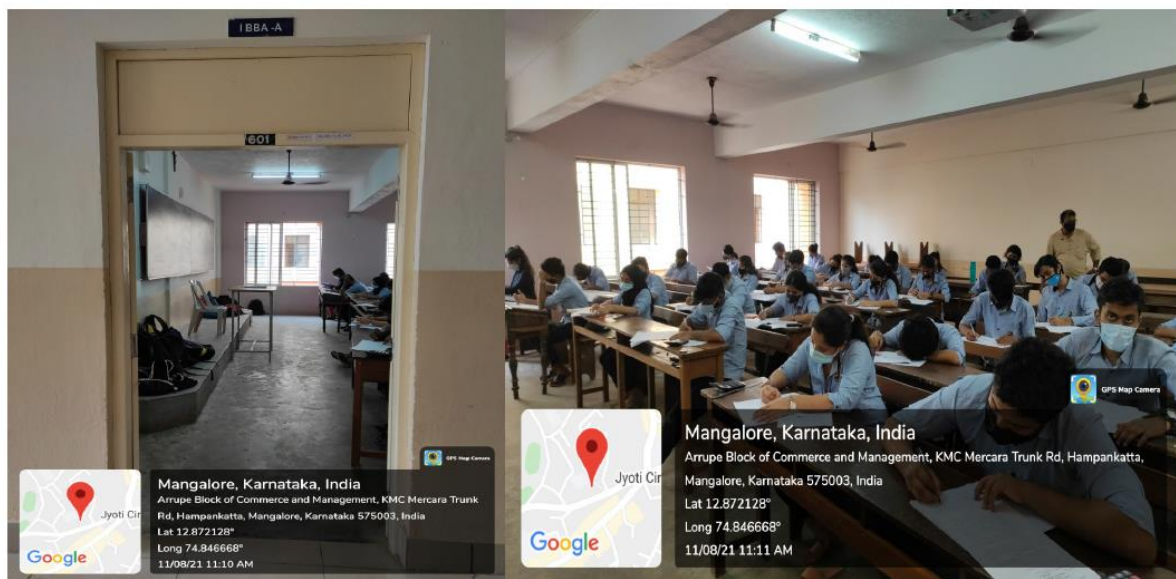 I BBA -A
601
GPS Map Camera
Jyoti Cir
Google
Mangalore, Karnataka, India
Arrupe Block of Commerce and Management, KMC Mercara Trunk
Rd, Hampankatta, Mangalore, Karnataka 575003, India
Lat 12.872128°
Long 74.846668°
11/08/21 11:10 AM
GPS Map Camera
Jyoti Cir
Google
Mangalore, Karnataka, India
Arrupe Block of Commerce and Management, KMC Mercara Trunk Rd, Hampankatta,
Mangalore, Karnataka 575003, India
Lat 12.872128°
Long 74.846668°
11/08/21 11:11 AM